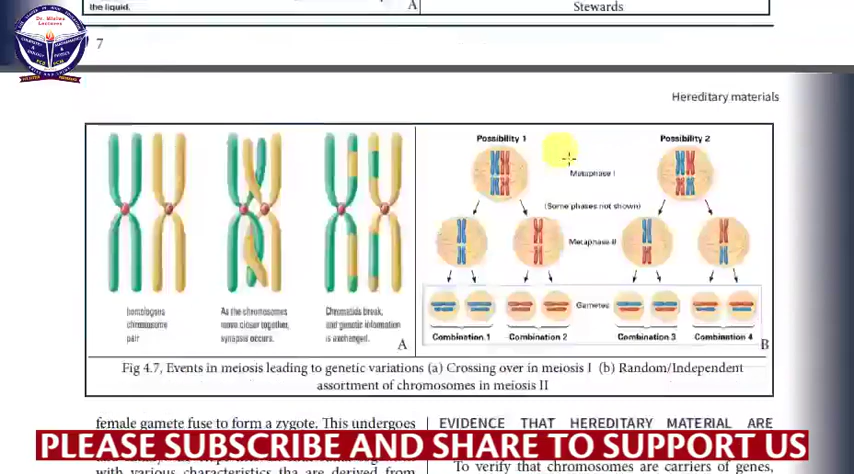 the liquid.
A
Stewards
7
Dr.
Lectures
Hereditary materials
homologous
chromosome
pair
As the chromosomes
move closer together,
synapsis occurs.
Chromatids break,
and genetic information
is exchanged.
A
Possibility 1
Possibility 2
Metaphase I
(Some phases not shown)
Metaphase II
Gametes
Combination 1
Combination 2
Combination 3
Combination 4
B
Fig 4.7, Events in meiosis leading to genetic variations (a) Crossing over in meiosis I (b) Random/Independent
assortment of chromosomes in meiosis II
female gamete fuse to form a zygote. This undergoes
with various characteristics tha are derived from
EVIDENCE THAT HEREDITARY MATERIAL ARE
To verify that chromosomes are carriers of genes,
PLEASE SUBSCRIBE AND SHARE TO SUPPORT US